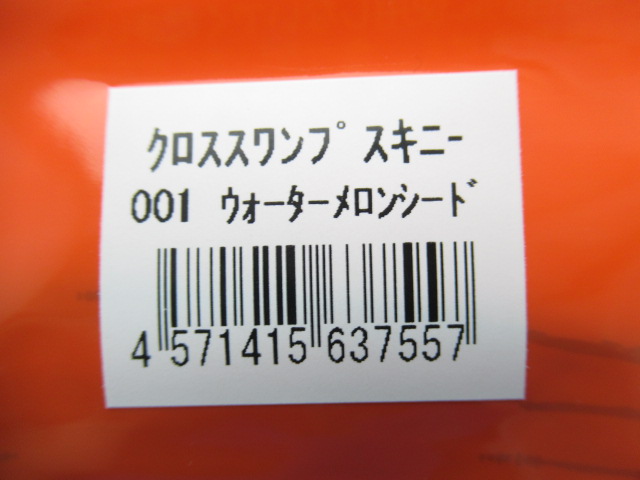 ｸﾛｽｽﾜﾝﾌﾟ ｽｷﾆｰ
001 ｳｫｰﾀｰﾒﾛﾝｼｰﾄﾞ
4 571415 637557